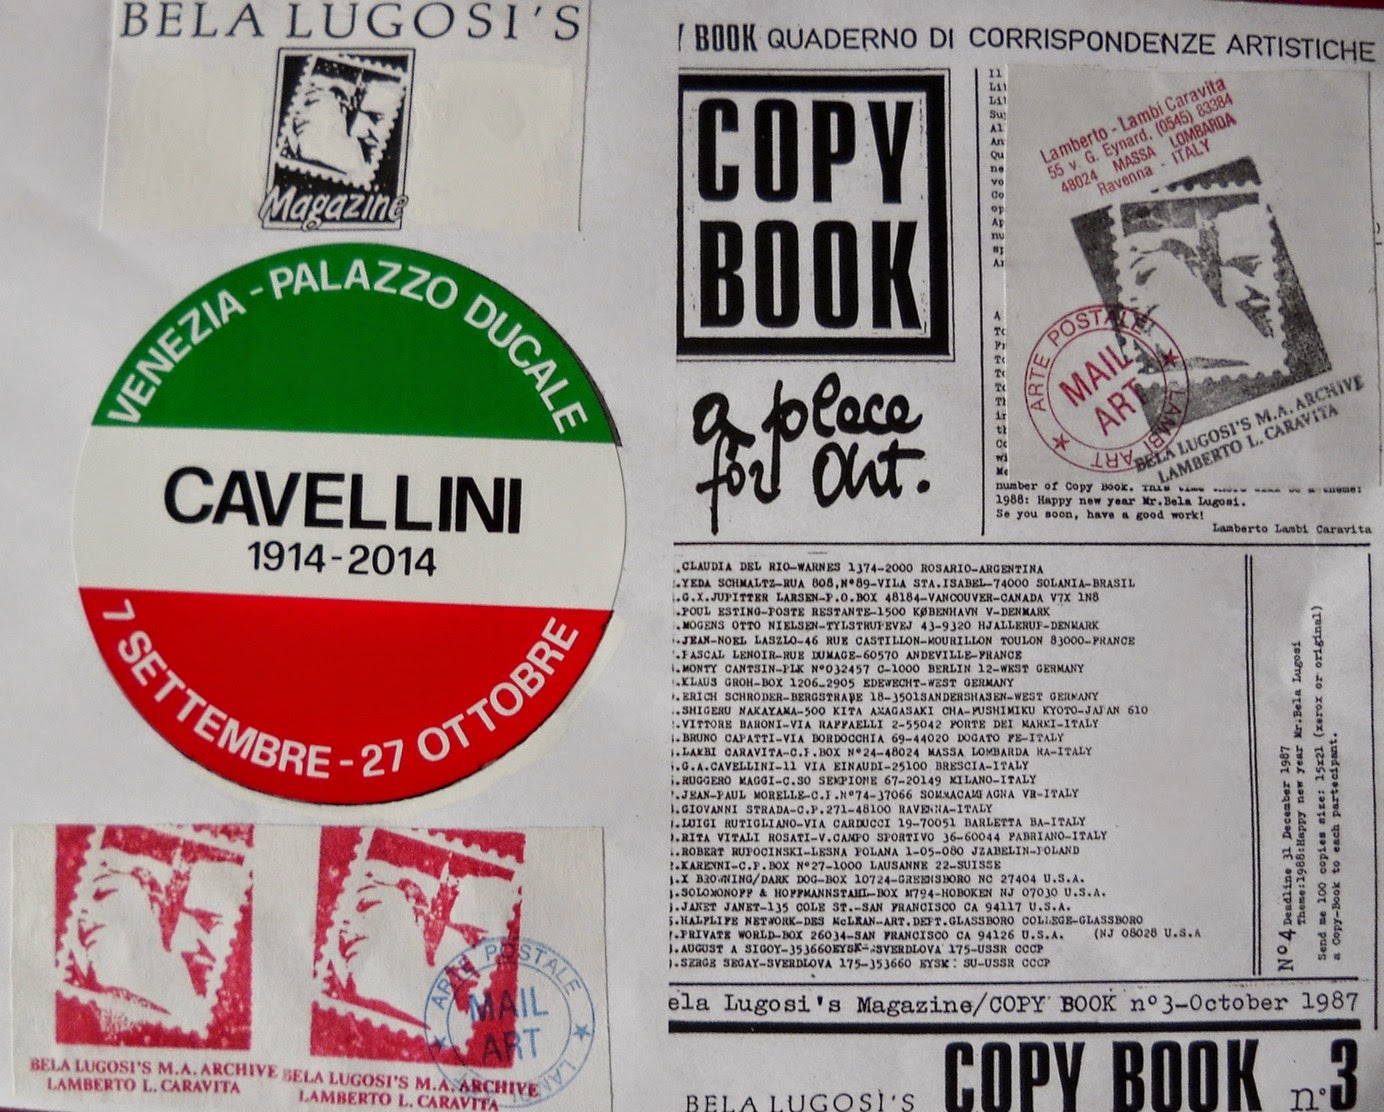 BELA LUGOSI'S
Magazine
VENEZIA - PALAZZO DUCALE
CAVELLINI
1914-2014
7 SETTEMBRE - 27 OTTOBRE
BELA LUGOSI'S M.A. ARCHIVE
LAMBERTO L. CARAVITA
BELA LUGOSI'S M.A. ARCHIVE
LAMBERTO L. CARAVITA
ARTE POSTALE
MAIL
ART
LAMBI
BOOK QUADERNO DI CORRISPONDENZE ARTISTICHE
COPY
BOOK
a plece
för Art.
Lamberto - Lambi Caravita
55 v. G. Eynard, (0545) 83384
48024 MASSA LOMBARDA
Ravenna - ITALY
ARTE POSTALE
MAIL
ART
LAMBI ART
BELA LUGOSI'S M.A. ARCHIVE
LAMBERTO L. CARAVITA
number of Copy Book. This time there will be a theme:
1988: Happy new year Mr.Bela Lugosi.
Se you soon, have a good work!
Lamberto Lambi Caravita
.CLAUDIA DEL RIO-WARNES 1374-2000 ROSARIO-ARGENTINA
.YEDA SCHMALTZ-RUA 808,N°89-VILA STA.ISABEL-74000 SOLANIA-BRASIL
.G.X.JUPITTER LARSEN-P.O.BOX 48184-VANCOUVER-CANADA V7X 1N8
.POUL ESTING-POSTE RESTANTE-1500 KØBENHAVN V-DENMARK
.MOGENS OTTO NIELSEN-TYLSTRUPEVEJ 43-9320 HJALLERUP-DENMARK
.JEAN-NOEL LASZLO-46 RUE CASTILLON-MOURILLON TOULON 83000-FRANCE
.PASCAL LENOIR-RUE DUMAGE-60570 ANDEVILLE-FRANCE
.MONTY CANTSIN-PLK N°032457 C-1000 BERLIN 12-WEST GERMANY
.KLAUS GROH-BOX 1206_2905 EDEWECHT-WEST GERMANY
.ERICH SCHRODER-BERGSTRAßE 18-3501SANDERSHASEN-WEST GERMANY
.SHIGERU NAKAYAMA-500 KITA AMAGASAKI CHA-FUSHIMIKU KYOTO-JAPAN 610
.VITTORE BARONI-VIA RAFFAELLI 2-55042 FORTE DEI MARMI-ITALY
.BRUNO CAPATTI-VIA BORDOCCHIA 69-44020 DOGATO FE-ITALY
.LAMBI CARAVITA-C.P.BOX N°24-48024 MASSA LOMBARDA RA-ITALY
.G.A.CAVELLINI-11 VIA EINAUDI-25100 BRESCIA-ITALY
.RUGGERO MAGGI-C.SO SEMPIONE 67-20149 MILANO-ITALY
.JEAN-PAUL MORELLE-C.P.N°74-37066 SOMMACAMPAGNA VR-ITALY
.GIOVANNI STRADA-C.P.271-48100 RAVENNA-ITALY
.LUIGI RUTIGLIANO-VIA CARDUCCI 19-70051 BARLETTA BA-ITALY
.RITA VITALI ROSATI-V.CAMPO SPORTIVO 36-60044 FABRIANO-ITALY
.ROBERT RUPOCINSKI-LESNA POLANA 1-05-080 JZABELIN-POLAND
.KARENNI-C.P.BOX N°27-1000 LAUSANNE 22-SUISSE
.X BROWNING/DARK DOG-BOX 10724-GREENSBORO NC 27404 U.S.A.
.SOLOMONOFF & HOFFMANNSTAHL-BOX M794-HOBOKEN NJ 07030 U.S.A.
.JANET JANET-135 COLE ST.-SAN FRANCISCO CA 94117 U.S.A.
.HALFLIFE NETWORK-DES McLEAN-ART.DEPT.GLASSBORO COLLEGE-GLASSBORO
.PRIVATE WORLD-BOX 26034-SAN FRANCISCO CA 94126 U.S.A. (NJ 08028 U.S.A
.AUGUST A SIGOY-353660EYSK-SVERDLOVA 175-USSR CCCP
.SERGE SEGAY-SVERDLOVA 175-353660 EYSK SU-USSR CCCP
N°4 Deadline 31 December 1987
Theme:1988:Happy new year Mr.Bela Lugosi
Send me 100 copies size: 15x21 (xerox or original)
a Copy-Book to each partecipant.
ela Lugosi's Magazine/COPY BOOK n°3-October 1987
BELA LUGOSI'S COPY BOOK n°3